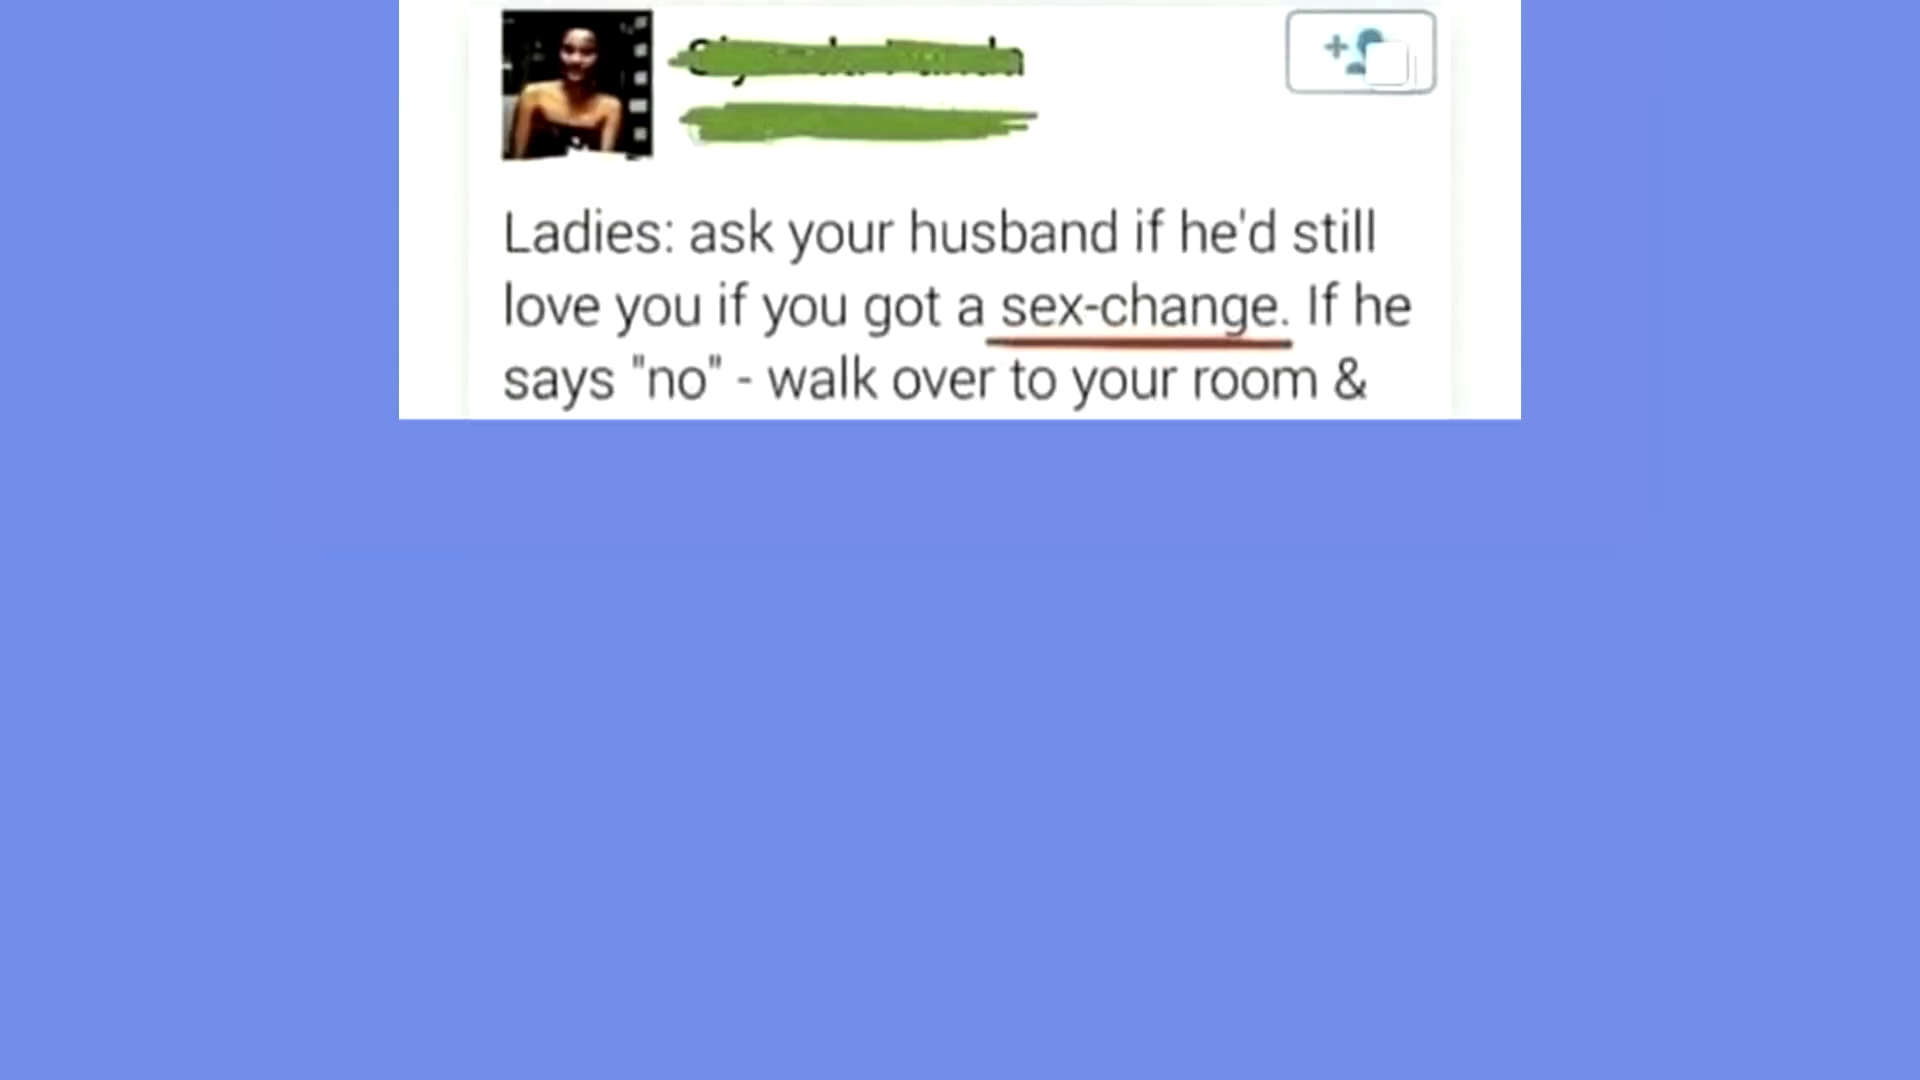 Ladies: ask your husband if he'd still
love you if you got a sex-change. If he
says "no" - walk over to your room &